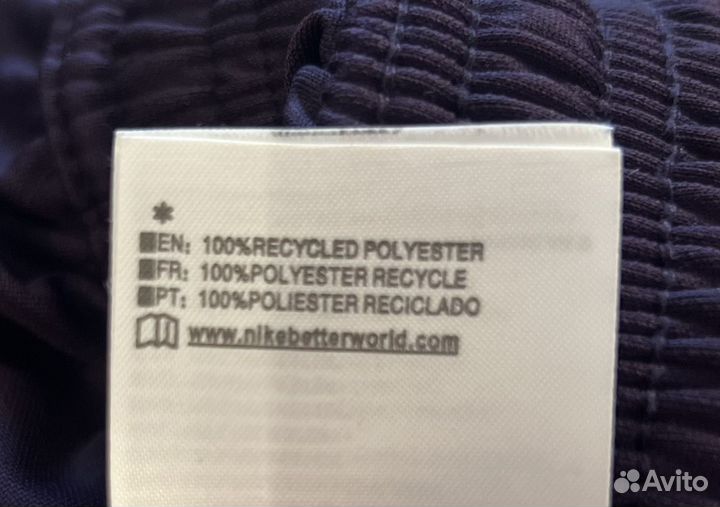 *
EN: 100%RECYCLED POLYESTER
FR: 100%POLYESTER RECYCLE
PT: 100%POLIESTER RECICLADO
www.nikebetterworld.com
Avito